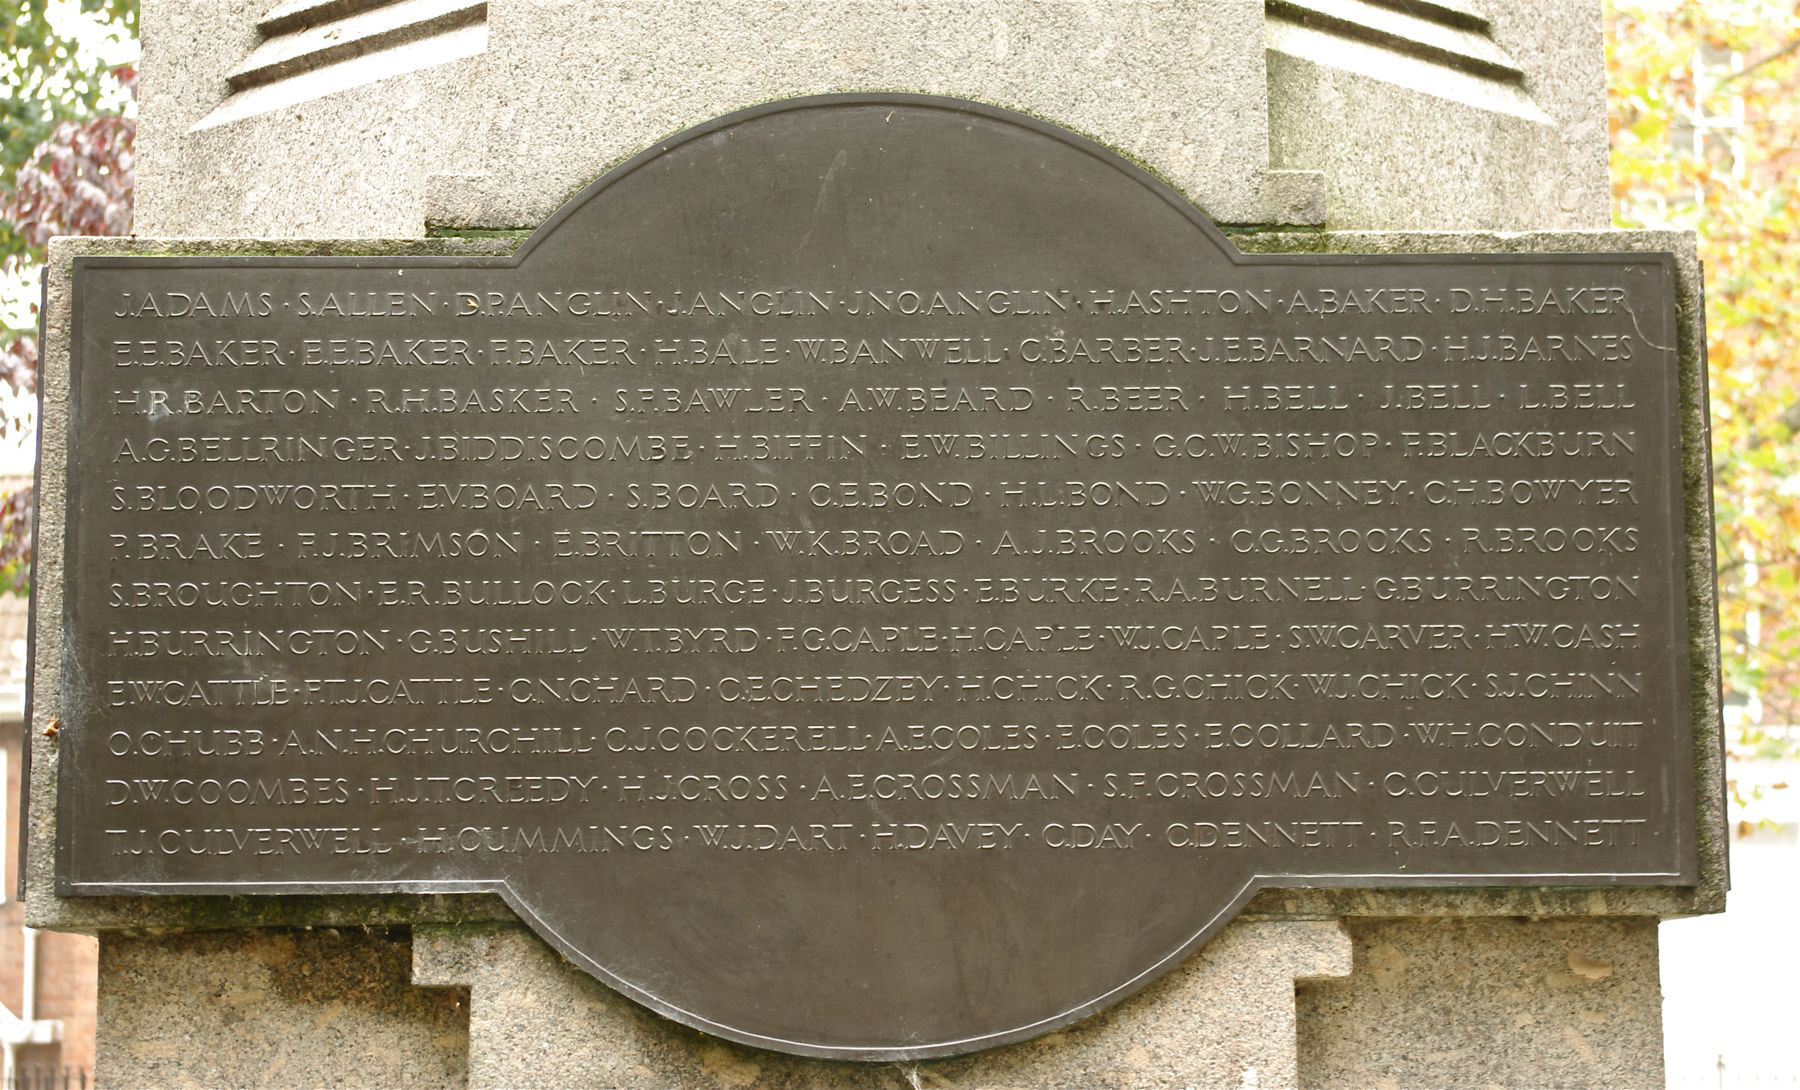 J.ADAMS · S.ALLEN · D.P.ANGLIN · J.ANGLIN · JNO.ANGLIN · H.ASHTON · A.BAKER · D.H.BAKER
E.E.BAKER · E.E.BAKER · F.BAKER · H.BALE · W.BANWELL · C.BARBER · J.E.BARNARD · H.J.BARNES
H.R.BARTON · R.H.BASKER · S.F.BAWLER · A.W.BEARD · R.BEER · H.BELL · J.BELL · L.BELL
A.G.BELLRINGER · J.BIDDISCOMBE · H.BIFFIN · E.W.BILLINGS · G.C.W.BISHOP · F.BLACKBURN
S.BLOODWORTH · E.V.BOARD · S.BOARD · C.E.BOND · H.L.BOND · W.G.BONNEY · C.H.BOWYER
P.BRAKE · F.J.BRIMSON · E.BRITTON · W.K.BROAD · A.J.BROOKS · C.G.BROOKS · R.BROOKS
S.BROUGHTON · E.R.BULLOCK · L.BURGE · J.BURGESS · E.BURKE · R.A.BURNELL · G.BURRINGTON
H.BURRINGTON · G.BUSHILL · W.T.BYRD · F.G.CAPLE · H.CAPLE · W.J.CAPLE · S.W.CARVER · H.W.CASH
E.W.CATTLE · F.T.J.CATTLE · C.N.CHARD · C.E.CHEDZEY · H.CHICK · R.G.CHICK · W.J.CHICK · S.J.CHINN
O.CHUBB · A.N.H.CHURCHILL · C.J.COCKERELL · A.E.COLES · E.COLES · E.COLLARD · W.H.CONDUIT
D.W.COOMBES · H.J.T.CREEDY · H.J.CROSS · A.E.CROSSMAN · S.F.CROSSMAN · C.CULVERWELL
T.J.CULVERWELL · H.CUMMINGS · W.J.DART · H.DAVEY · C.DAY · C.DENNETT · R.F.A.DENNETT